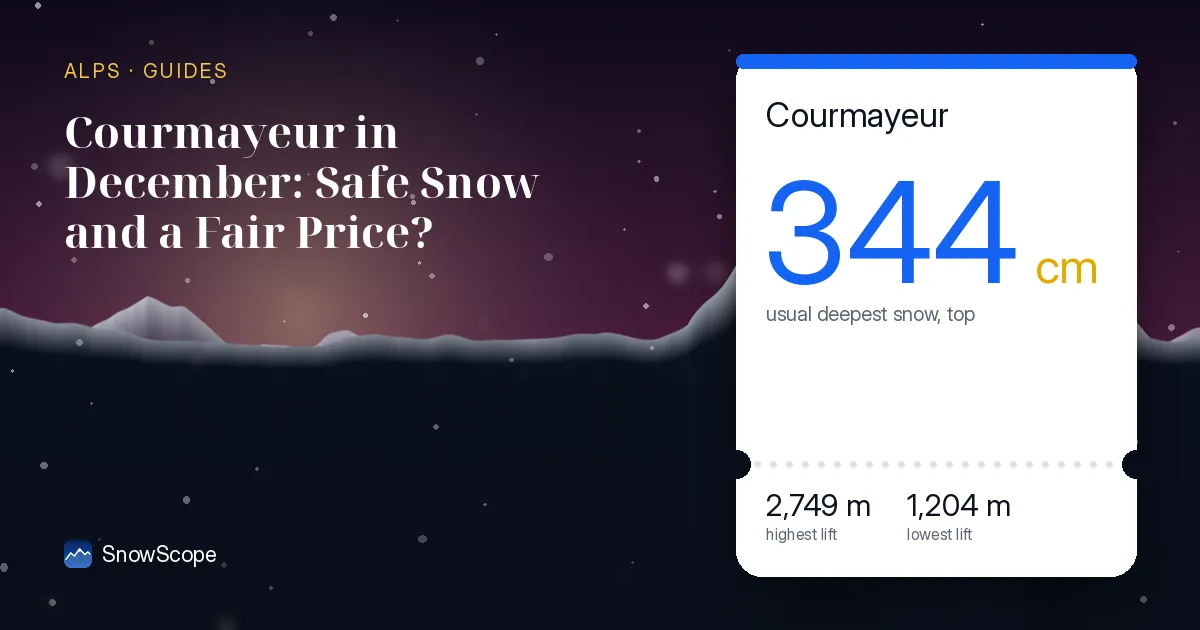 ALPS · GUIDES
Courmayeur in
December: Safe Snow
and a Fair Price?
SnowScope
Courmayeur
344 cm
usual deepest snow, top
2,749 m 1,204 m
highest lift lowest lift